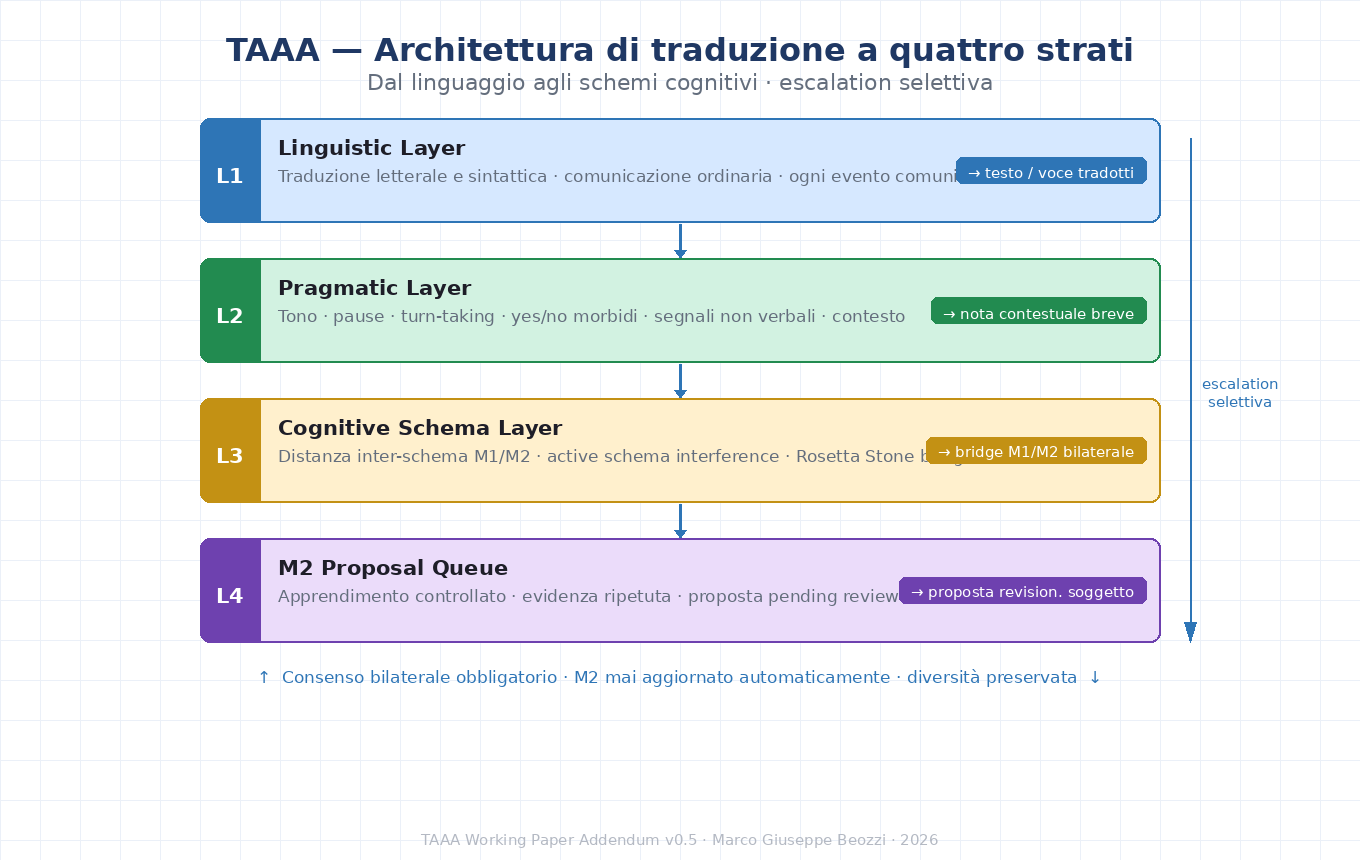 TAAA — Architettura di traduzione a quattro strati
Dal linguaggio agli schemi cognitivi · escalation selettiva
L1
Linguistic Layer
Traduzione letterale e sintattica · comunicazione ordinaria · ogni evento
→ testo / voce tradotti
L2
Pragmatic Layer
Tono · pause · turn-taking · yes/no morbidi · segnali non verbali · contesto
→ nota contestuale breve
escalation
selettiva
L3
Cognitive Schema Layer
Distanza inter-schema M1/M2 · active schema interference · Rosetta Stone
→ bridge M1/M2 bilaterale
L4
M2 Proposal Queue
Apprendimento controllato · evidenza ripetuta · proposta pending review
→ proposta revision. soggetto
↑ Consenso bilaterale obbligatorio · M2 mai aggiornato automaticamente · diversità preservata ↓
TAAA Working Paper Addendum v0.5 · Marco Giuseppe Beozzi · 2026